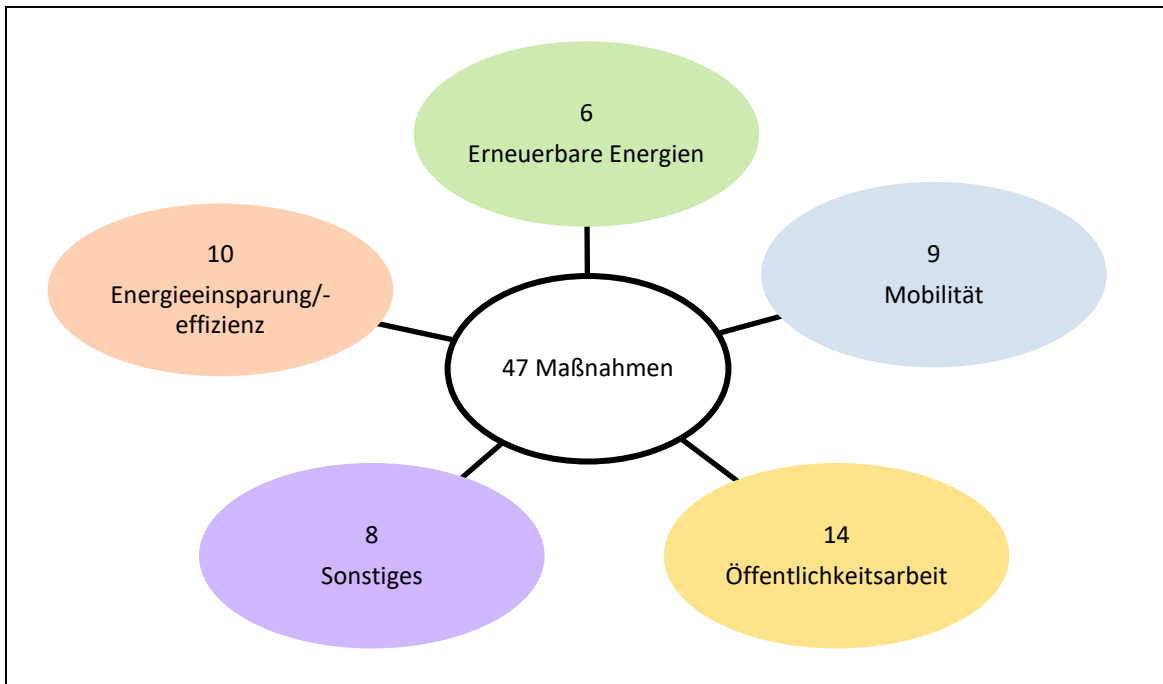 6
Erneuerbare Energien
10
Energieeinsparung/-
effizienz
9
Mobilität
47 Maßnahmen
8
Sonstiges
14
Öffentlichkeitsarbeit